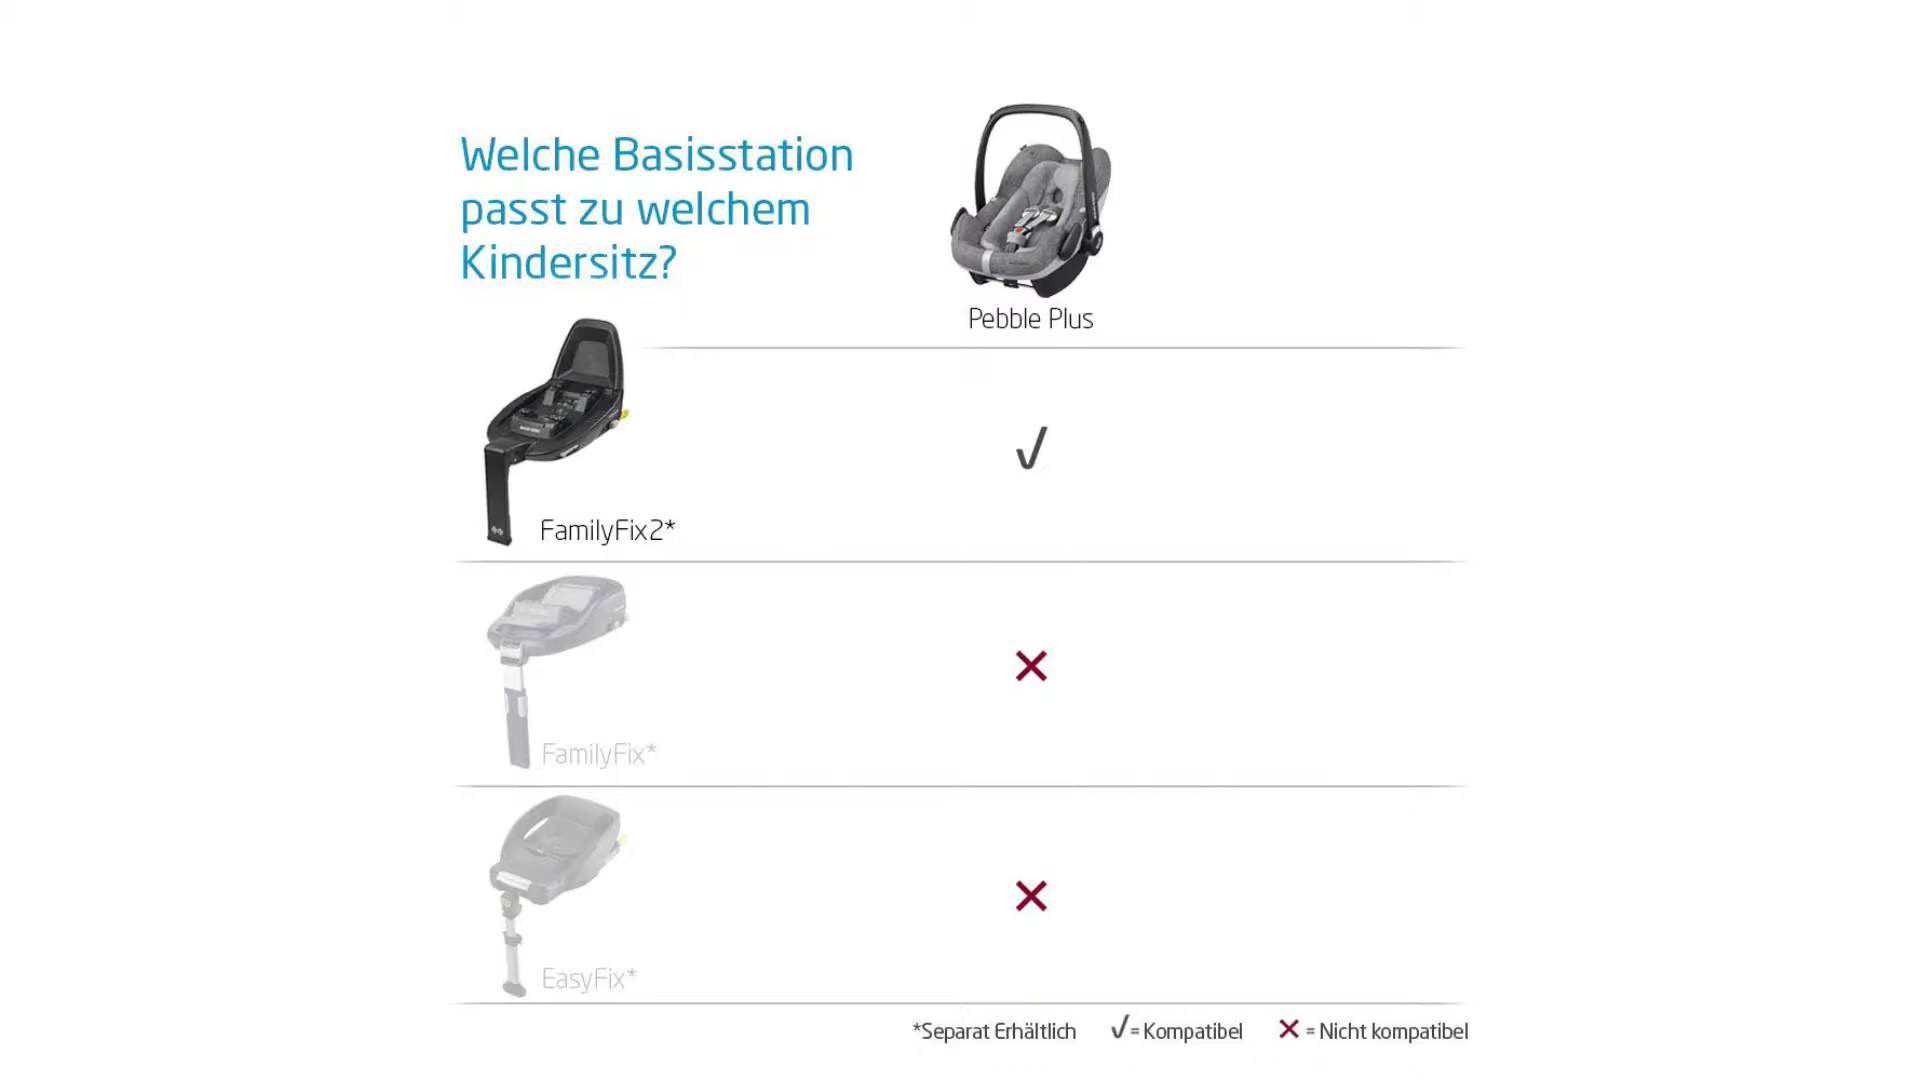 Welche Basisstation
passt zu welchem
Kindersitz?
Pebble Plus
FamilyFix2*
FamilyFix*
EasyFix*
*Separat Erhältlich √= Kompatibel ✕ = Nicht kompatibel